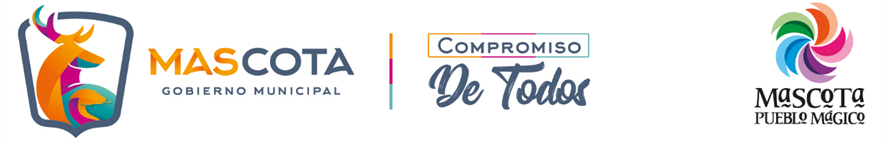 MASCOTA
GOBIERNO MUNICIPAL
COMPROMISO
De Todos
MASCOTA
PUEBLO MÁGICO